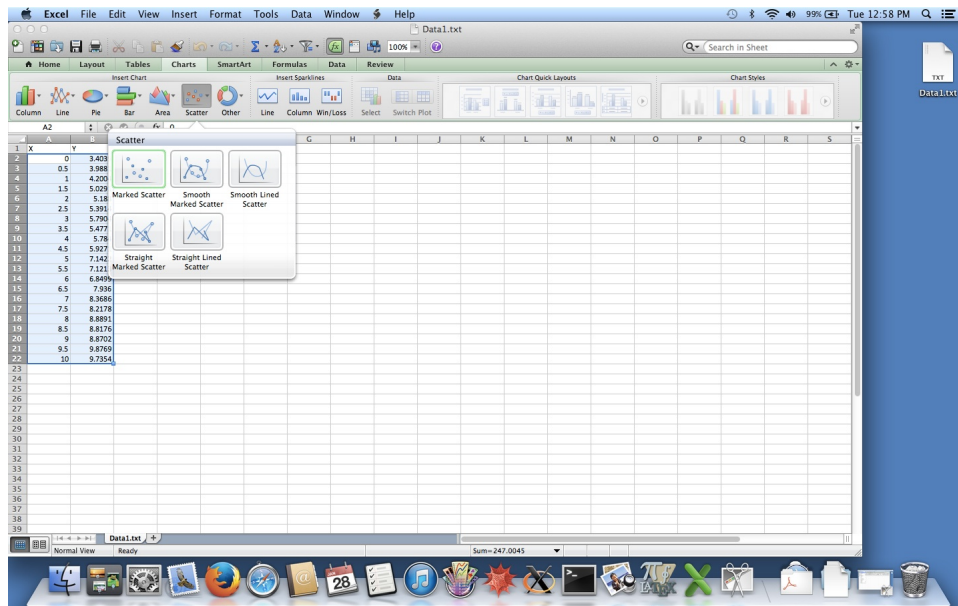 Excel File Edit View Insert Format Tools Data Window Help 99% Tue 12:58 PM
Data1.txt
100% Search in Sheet
Home Layout Tables Charts SmartArt Formulas Data Review
Insert Chart Insert Sparklines Data Chart Quick Layouts Chart Styles
Column Line Pie Bar Area Scatter Other Line Column Win/Loss Select Switch Plot
TXT
Data1.txt
A2 fx 0
Scatter
Marked Scatter
Smooth Marked Scatter
Smooth Lined Scatter
Straight Marked Scatter
Straight Lined Scatter
A B G H I J K L M N O P Q R S
1 X Y
2 0 3.403
3 0.5 3.988
4 1 4.200
5 1.5 5.029
6 2 5.18
7 2.5 5.391
8 3 5.790
9 3.5 5.477
10 4 5.78
11 4.5 5.927
12 5 7.142
13 5.5 7.121
14 6 6.8499
15 6.5 7.936
16 7 8.3686
17 7.5 8.2178
18 8 8.8891
19 8.5 8.8176
20 9 8.8702
21 9.5 9.8769
22 10 9.7354
23
24
25
26
27
28
29
30
31
32
33
34
35
36
37
38
39
Data1.txt
Normal View Ready Sum=247.0045
28